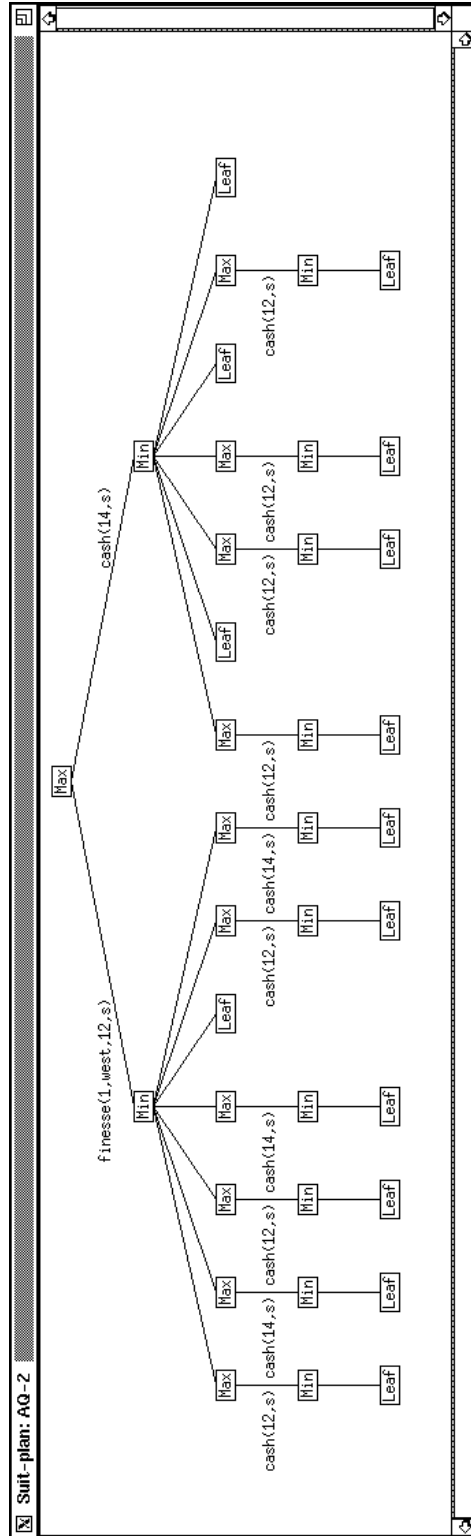 Suit-plan: AQ-2
Max
finesse(1,west,12,s) cash(14,s)
Min Min
Max Max Max Max Leaf Max Max Max Leaf Max Max Leaf Max Leaf
cash(12,s) cash(14,s) cash(12,s) cash(14,s) cash(12,s) cash(14,s) cash(12,s) cash(12,s) cash(12,s) cash(12,s)
Min Min Min Min Min Min Min Min Min Min
Leaf Leaf Leaf Leaf Leaf Leaf Leaf Leaf Leaf Leaf